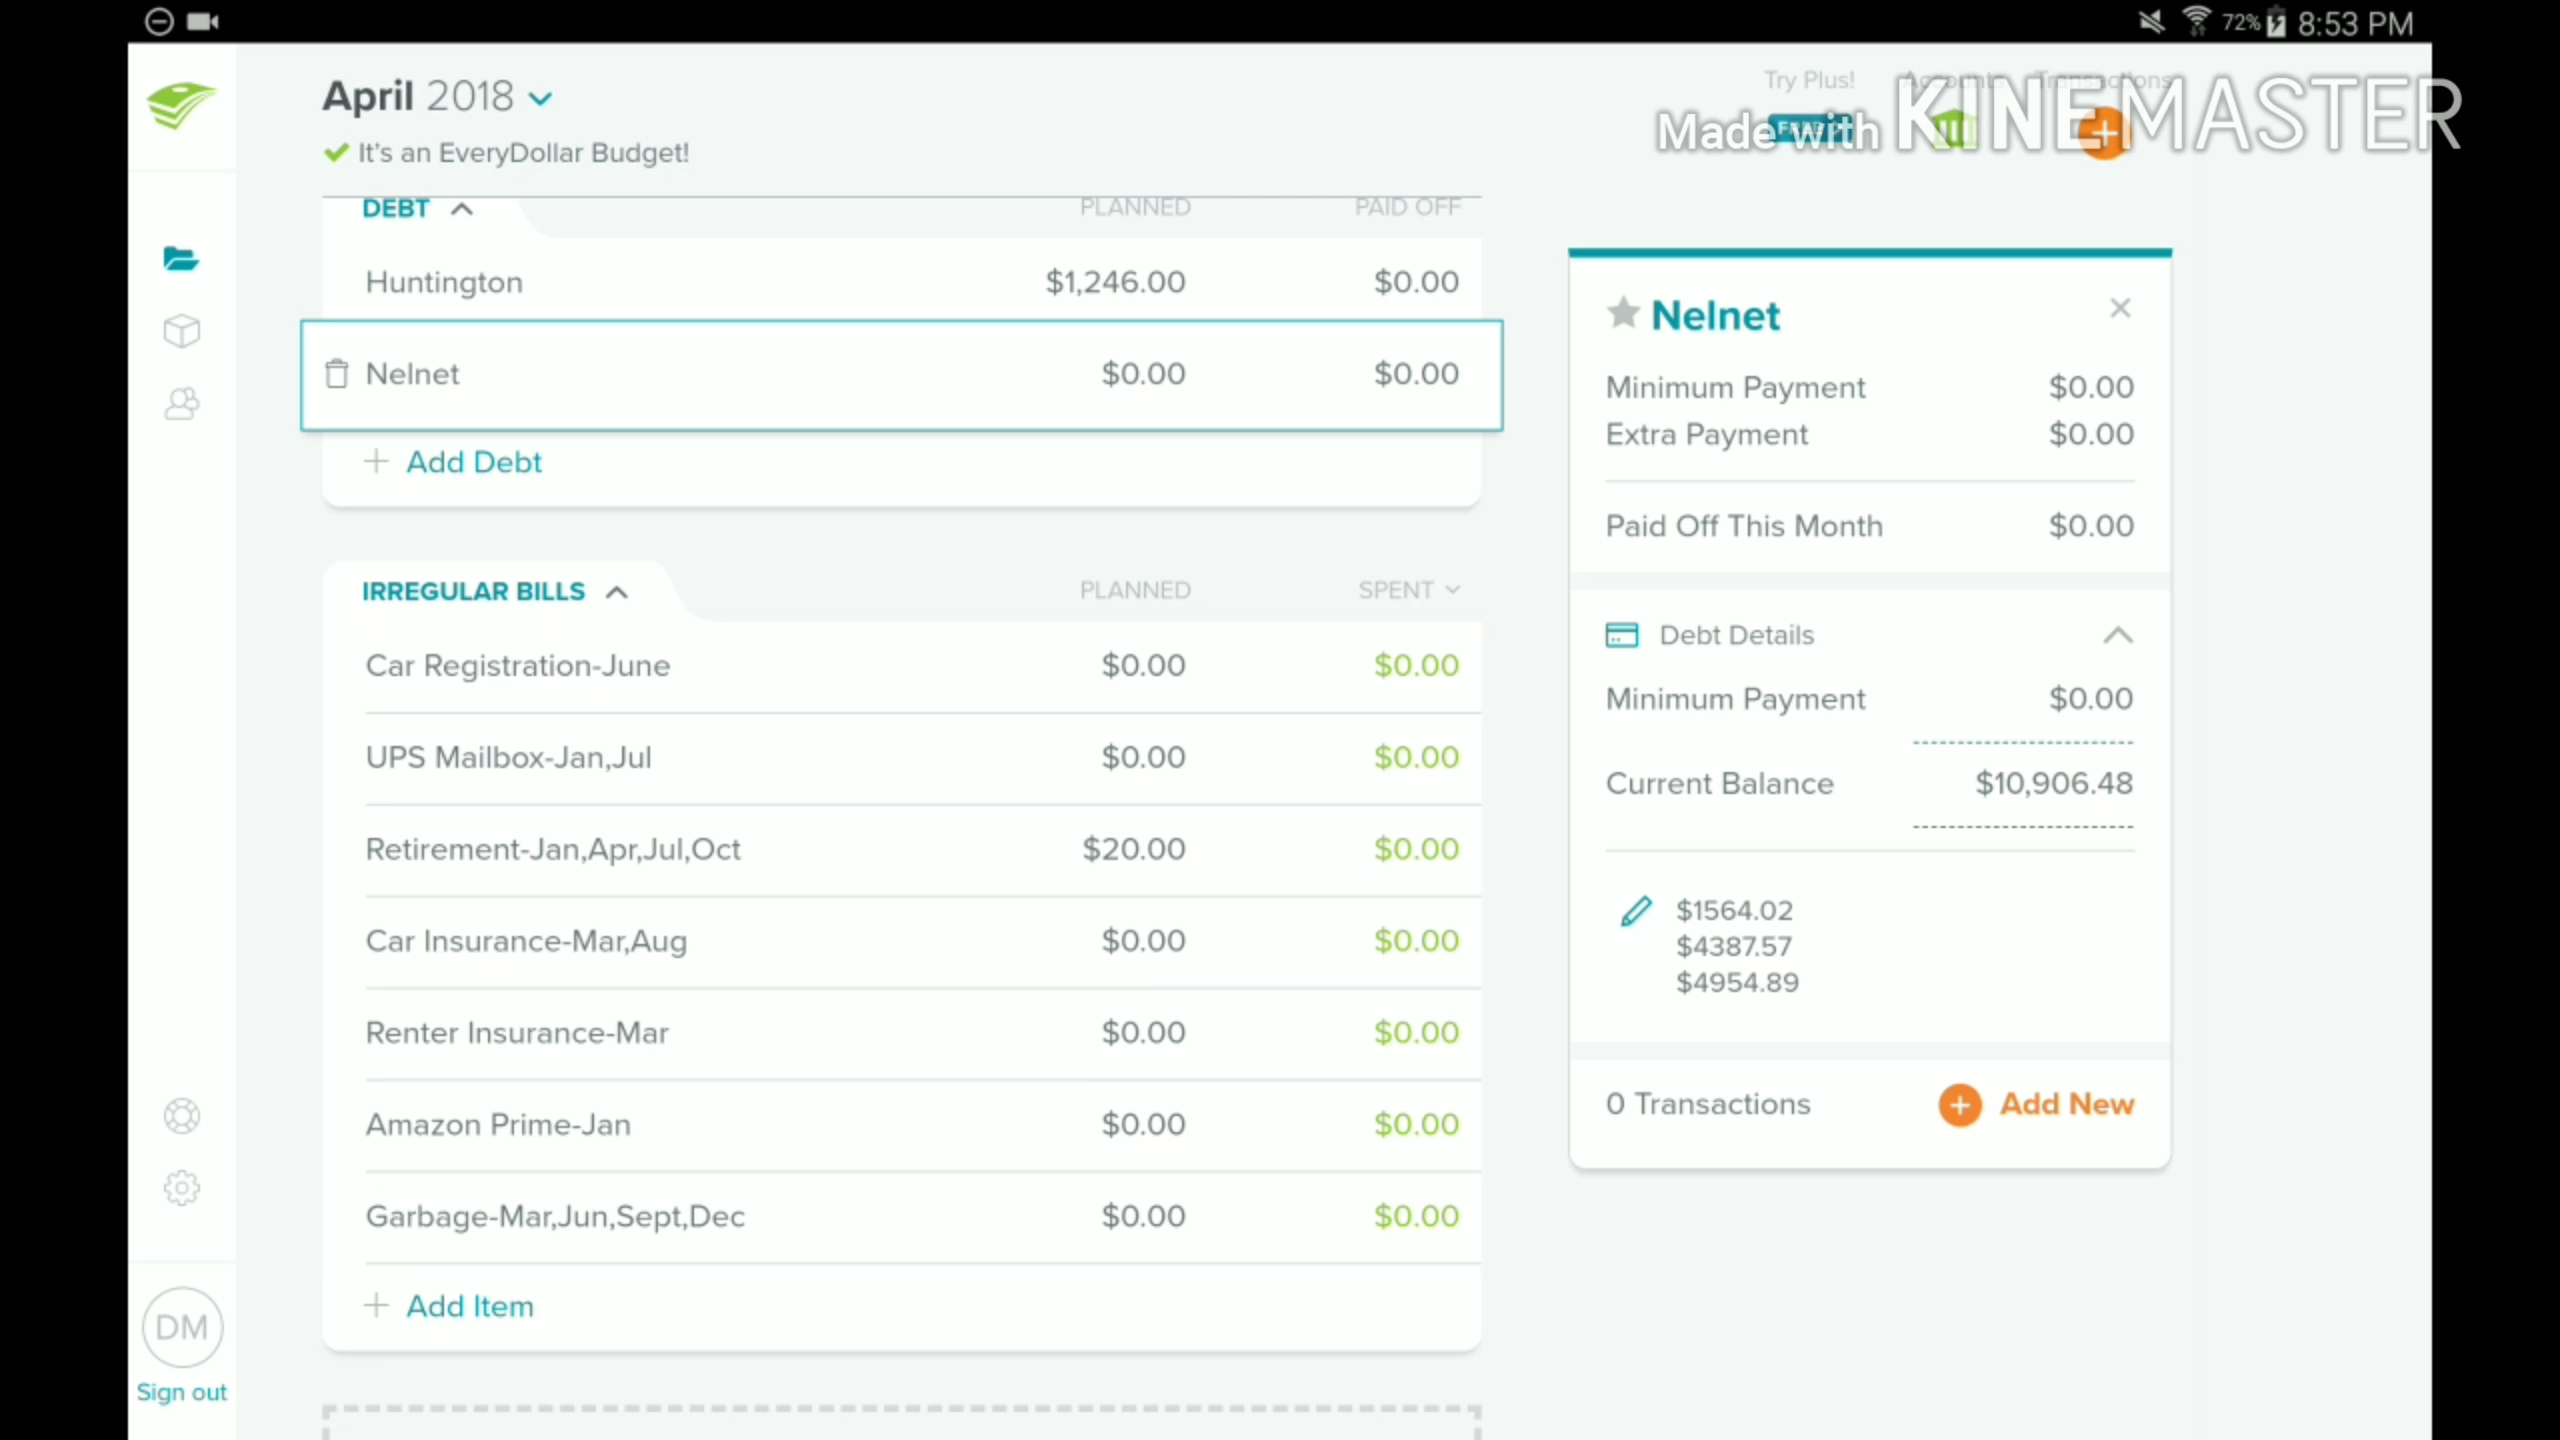 72% 8:53 PM
April 2018
It's an EveryDollar Budget!
Try Plus! Accounts Transactions
Made with KINEMASTER
DEBT PLANNED PAID OFF
Huntington $1,246.00 $0.00
Nelnet $0.00 $0.00
+ Add Debt
IRREGULAR BILLS PLANNED SPENT
Car Registration-June $0.00 $0.00
UPS Mailbox-Jan,Jul $0.00 $0.00
Retirement-Jan,Apr,Jul,Oct $20.00 $0.00
Car Insurance-Mar,Aug $0.00 $0.00
Renter Insurance-Mar $0.00 $0.00
Amazon Prime-Jan $0.00 $0.00
Garbage-Mar,Jun,Sept,Dec $0.00 $0.00
+ Add Item
Nelnet
Minimum Payment $0.00
Extra Payment $0.00
Paid Off This Month $0.00
Debt Details
Minimum Payment $0.00
Current Balance $10,906.48
$1564.02
$4387.57
$4954.89
0 Transactions + Add New
DM
Sign out